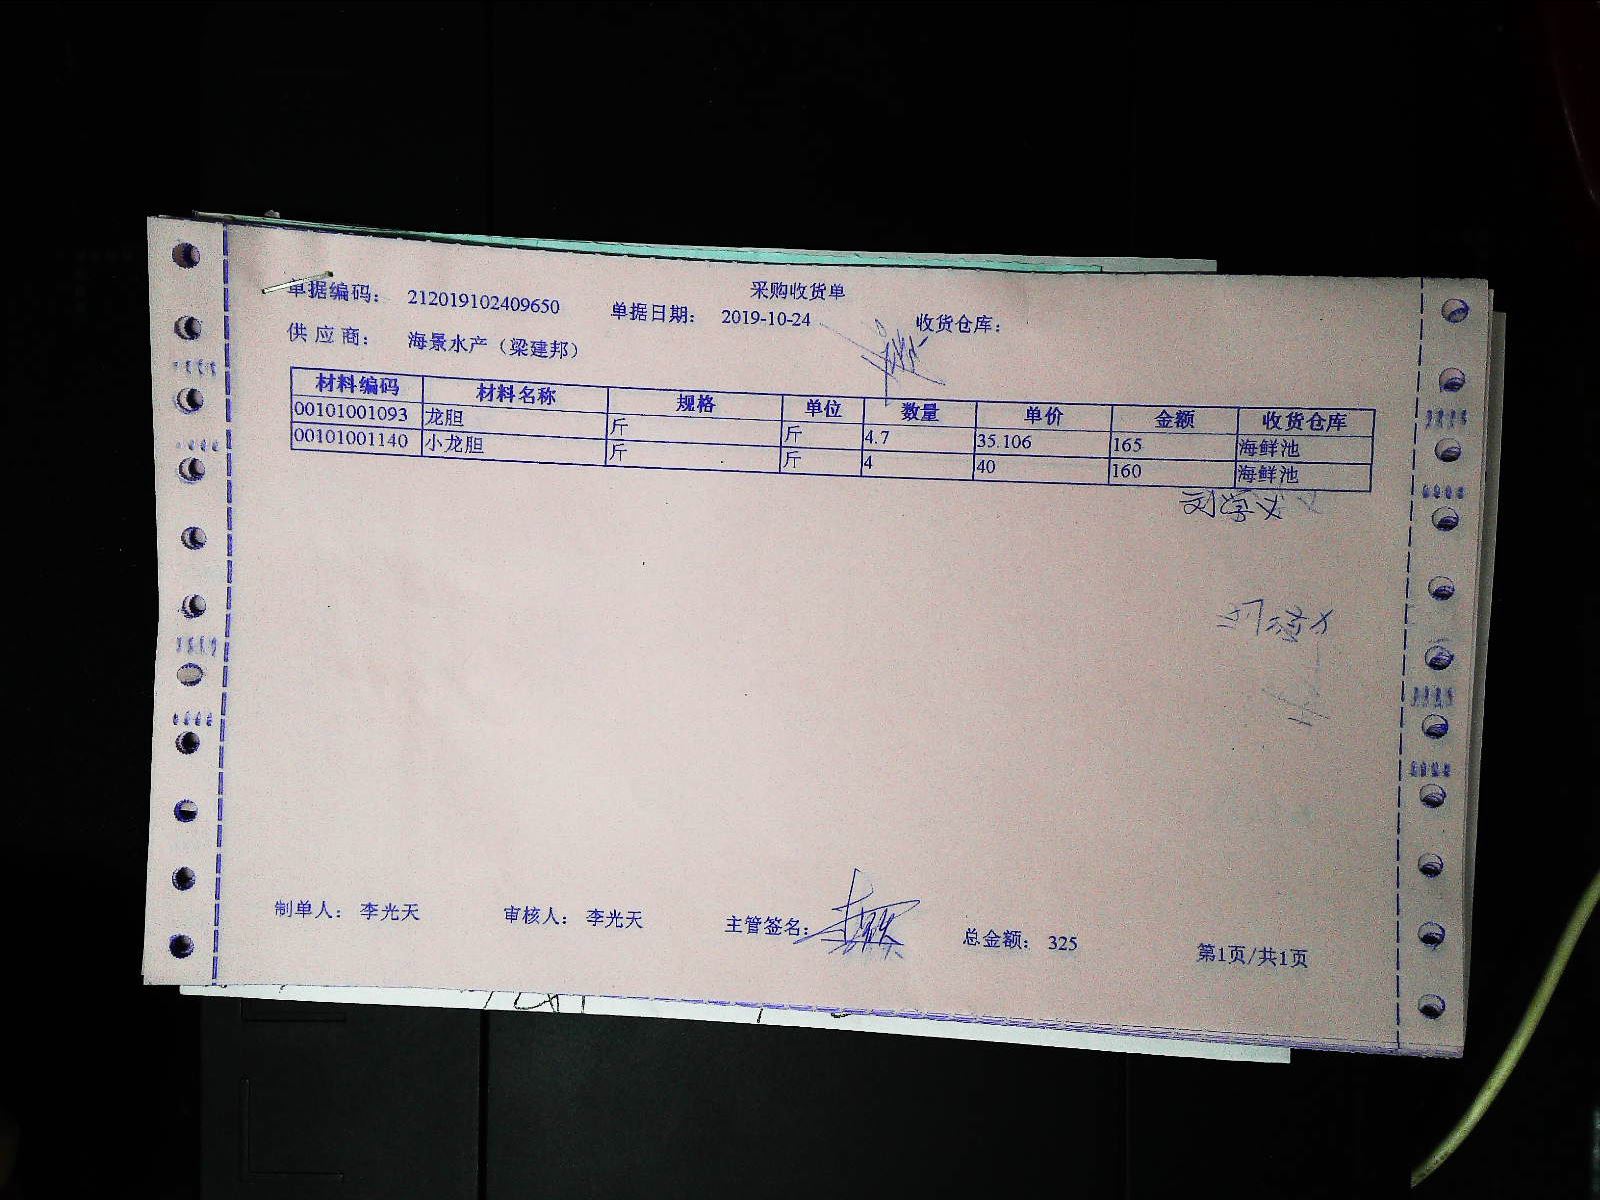 采购收货单
单据编码： 212019102409650 单据日期： 2019-10-24 收货仓库：
供 应 商： 海景水产（梁建邦）
材料编码 材料名称 规格 单位 数量 单价 金额 收货仓库
00101001093 龙胆 斤 斤 4.7 35.106 165 海鲜池
00101001140 小龙胆 斤 斤 4 40 160 海鲜池
刘学义
制单人： 李光天 审核人： 李光天 主管签名： 总金额： 325 第1页/共1页